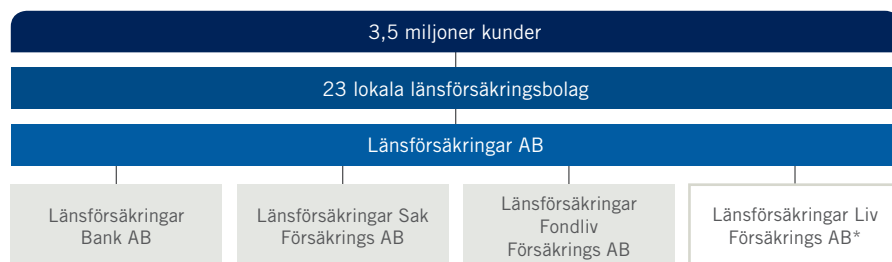 3,5 miljoner kunder
23 lokala länsförsäkringsbolag
Länsförsäkringar AB
Länsförsäkringar
Bank AB
Länsförsäkringar Sak
Försäkrings AB
Länsförsäkringar
Fondliv
Försäkrings AB
Länsförsäkringar Liv
Försäkrings AB*